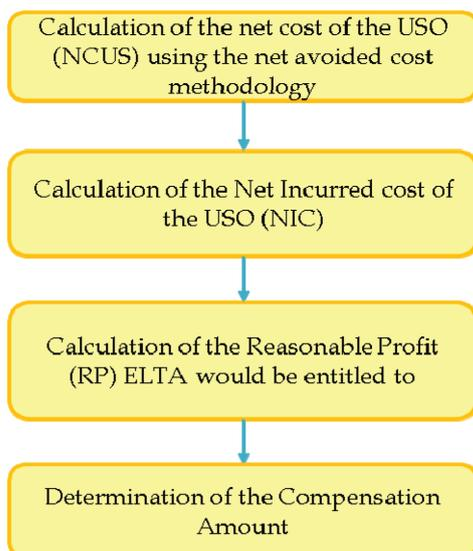 Calculation of the net cost of the USO
(NCUS) using the net avoided cost
methodology
Calculation of the Net Incurred cost of
the USO (NIC)
Calculation of the Reasonable Profit
(RP) ELTA would be entitled to
Determination of the Compensation
Amount